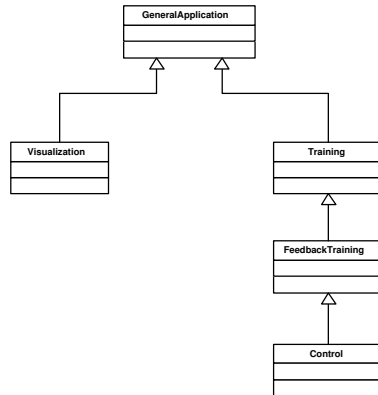 GeneralApplication
Visualization
Training
FeedbackTraining
Control